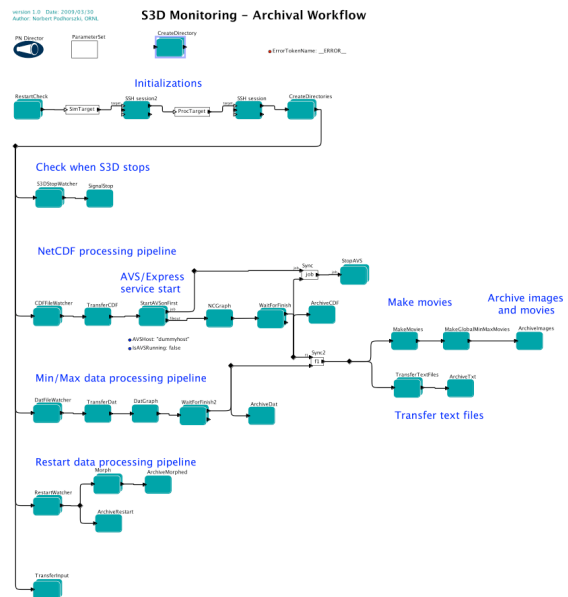 version 1.0 Date: 2009/03/30
Author: Norbert Podhorszki, ORNL
S3D Monitoring - Archival Workflow
PN Director
ParameterSet
CreateDirectory
ErrorTokenName: __ERROR__
Initializations
RestartCheck
SimTarget
SSH session2
ProcTarget
SSH session
CreateDirectories
Check when S3D stops
S3DStopWatcher
SignalStop
NetCDF processing pipeline
AVS/Express
service start
Sync
job
StopAVS
CDFFileWatcher
TransferCDF
StartAVSonFirst
NCGraph
WaitForFinish
ArchiveCDF
AVSHost: "dummyhost"
IsAVSRunning: false
Make movies
Archive images
and movies
MakeMovies
MakeGlobalMinMaxMovies
ArchiveImages
Sync2
f1
Min/Max data processing pipeline
DatFileWatcher
TransferDat
DatGraph
WaitForFinish2
ArchiveDat
TransferTextFiles
ArchiveTxt
Transfer text files
Restart data processing pipeline
RestartWatcher
Morph
ArchiveMorphed
ArchiveRestart
TransferInput